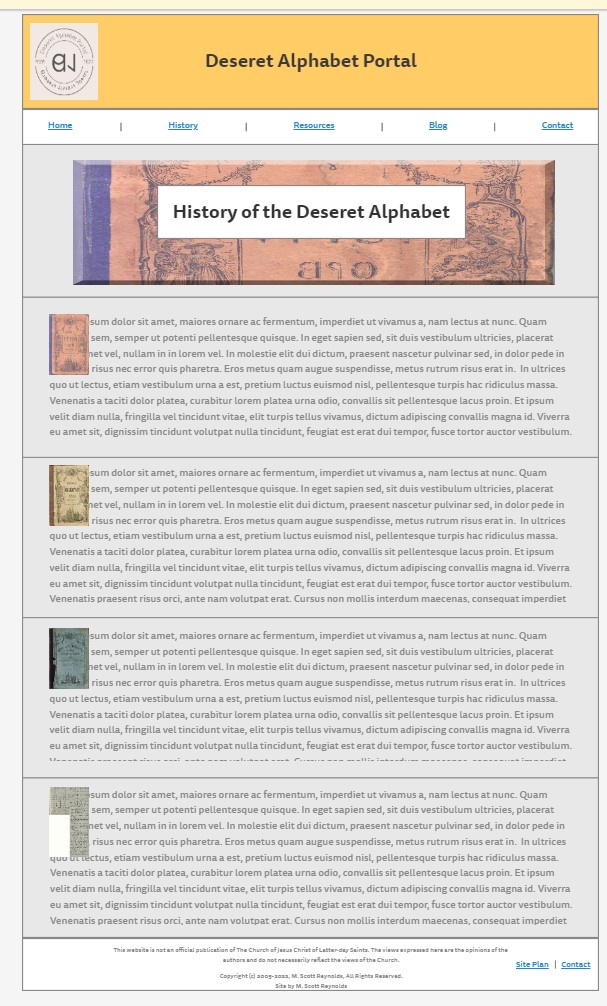 Deseret Alphabet Portal
Home | History | Resources | Blog | Contact
History of the Deseret Alphabet
sum dolor sit amet, maiores ornare ac fermentum, imperdiet ut vivamus a, nam lectus at nunc. Quam
sem, semper ut potenti pellentesque quisque. In eget sapien sed, sit duis vestibulum ultricies, placerat
met vel, nullam in in lorem vel. In molestie elit dui dictum, praesent nascetur pulvinar sed, in dolor pede in
risus nec error quis pharetra. Eros metus quam augue suspendisse, metus rutrum risus erat in. In ultrices
quo ut lectus, etiam vestibulum urna a est, pretium luctus euismod nisl, pellentesque turpis hac ridiculus massa.
Venenatis a taciti dolor platea, curabitur lorem platea urna odio, convallis sit pellentesque lacus proin. Et ipsum
velit diam nulla, fringilla vel tincidunt vitae, elit turpis tellus vivamus, dictum adipiscing convallis magna id. Viverra
eu amet sit, dignissim tincidunt volutpat nulla tincidunt, feugiat est erat dui tempor, fusce tortor auctor vestibulum.
sum dolor sit amet, maiores ornare ac fermentum, imperdiet ut vivamus a, nam lectus at nunc. Quam
sem, semper ut potenti pellentesque quisque. In eget sapien sed, sit duis vestibulum ultricies, placerat
met vel, nullam in in lorem vel. In molestie elit dui dictum, praesent nascetur pulvinar sed, in dolor pede in
risus nec error quis pharetra. Eros metus quam augue suspendisse, metus rutrum risus erat in. In ultrices
quo ut lectus, etiam vestibulum urna a est, pretium luctus euismod nisl, pellentesque turpis hac ridiculus massa.
Venenatis a taciti dolor platea, curabitur lorem platea urna odio, convallis sit pellentesque lacus proin. Et ipsum
velit diam nulla, fringilla vel tincidunt vitae, elit turpis tellus vivamus, dictum adipiscing convallis magna id. Viverra
eu amet sit, dignissim tincidunt volutpat nulla tincidunt, feugiat est erat dui tempor, fusce tortor auctor vestibulum.
Venenatis praesent risus orci, ante nam volutpat erat. Cursus non mollis interdum maecenas, consequat imperdiet
sum dolor sit amet, maiores ornare ac fermentum, imperdiet ut vivamus a, nam lectus at nunc. Quam
sem, semper ut potenti pellentesque quisque. In eget sapien sed, sit duis vestibulum ultricies, placerat
met vel, nullam in in lorem vel. In molestie elit dui dictum, praesent nascetur pulvinar sed, in dolor pede in
risus nec error quis pharetra. Eros metus quam augue suspendisse, metus rutrum risus erat in. In ultrices
quo ut lectus, etiam vestibulum urna a est, pretium luctus euismod nisl, pellentesque turpis hac ridiculus massa.
Venenatis a taciti dolor platea, curabitur lorem platea urna odio, convallis sit pellentesque lacus proin. Et ipsum
velit diam nulla, fringilla vel tincidunt vitae, elit turpis tellus vivamus, dictum adipiscing convallis magna id. Viverra
eu amet sit, dignissim tincidunt volutpat nulla tincidunt, feugiat est erat dui tempor, fusce tortor auctor vestibulum.
Venenatis praesent risus orci, ante nam volutpat erat. Cursus non mollis interdum maecenas, consequat imperdiet
sum dolor sit amet, maiores ornare ac fermentum, imperdiet ut vivamus a, nam lectus at nunc. Quam
sem, semper ut potenti pellentesque quisque. In eget sapien sed, sit duis vestibulum ultricies, placerat
met vel, nullam in in lorem vel. In molestie elit dui dictum, praesent nascetur pulvinar sed, in dolor pede in
risus nec error quis pharetra. Eros metus quam augue suspendisse, metus rutrum risus erat in. In ultrices
quo ut lectus, etiam vestibulum urna a est, pretium luctus euismod nisl, pellentesque turpis hac ridiculus massa.
Venenatis a taciti dolor platea, curabitur lorem platea urna odio, convallis sit pellentesque lacus proin. Et ipsum
velit diam nulla, fringilla vel tincidunt vitae, elit turpis tellus vivamus, dictum adipiscing convallis magna id. Viverra
eu amet sit, dignissim tincidunt volutpat nulla tincidunt, feugiat est erat dui tempor, fusce tortor auctor vestibulum.
Venenatis praesent risus orci, ante nam volutpat erat. Cursus non mollis interdum maecenas, consequat imperdiet
This website is not an official publication of The Church of Jesus Christ of Latter-day Saints. The views expressed here are the opinions of the
authors and do not necessarily reflect the views of the Church.
Site Plan | Contact
Copyright (c) 2005-2022, M. Scott Reynolds, All Rights Reserved.
Site by M. Scott Reynolds